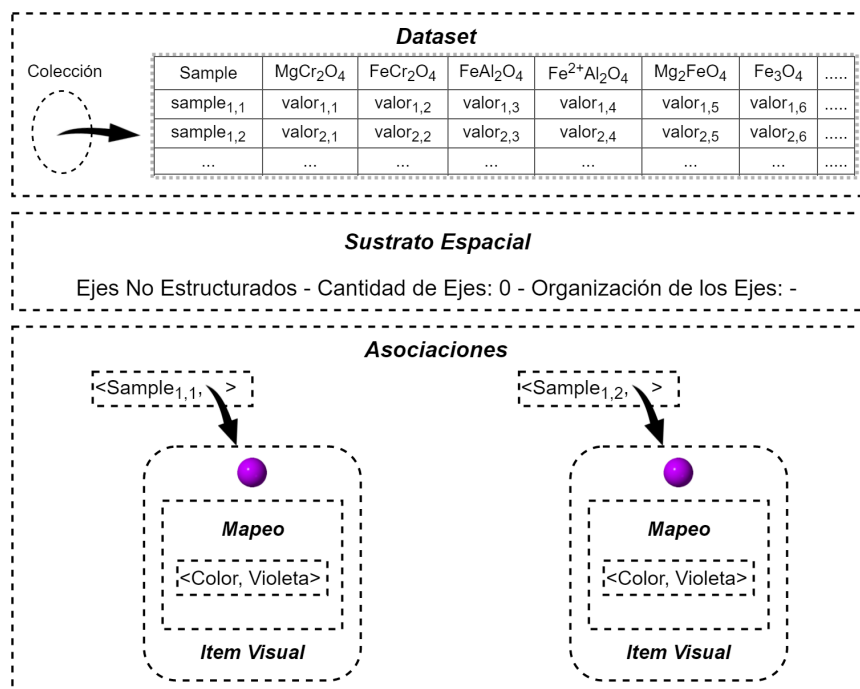 Dataset
Colección
Sample MgCr₂O₄ FeCr₂O₄ FeAl₂O₄ Fe²⁺Al₂O₄ Mg₂FeO₄ Fe₃O₄ .....
sample₁,₁ valor₁,₁ valor₁,₂ valor₁,₃ valor₁,₄ valor₁,₅ valor₁,₆ .....
sample₁,₂ valor₂,₁ valor₂,₂ valor₂,₃ valor₂,₄ valor₂,₅ valor₂,₆ .....
... ... ... ... ... ... ... .....
Sustrato Espacial
Ejes No Estructurados - Cantidad de Ejes: 0 - Organización de los Ejes: -
Asociaciones
<Sample₁,₁, > <Sample₁,₂, >
Mapeo Mapeo
<Color, Violeta> <Color, Violeta>
Item Visual Item Visual